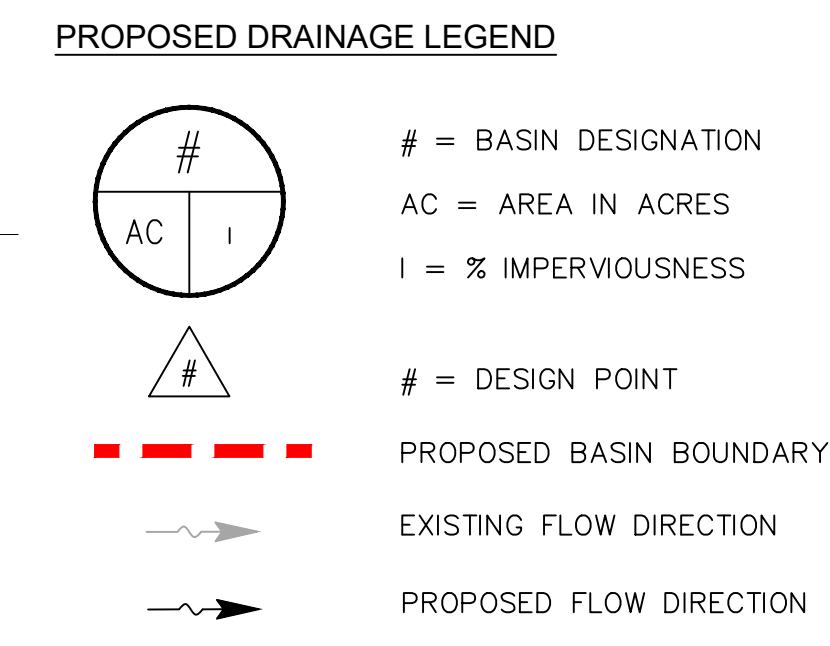 PROPOSED DRAINAGE LEGEND
#
AC I
# = BASIN DESIGNATION
AC = AREA IN ACRES
I = % IMPERVIOUSNESS
#
# = DESIGN POINT
PROPOSED BASIN BOUNDARY
EXISTING FLOW DIRECTION
PROPOSED FLOW DIRECTION